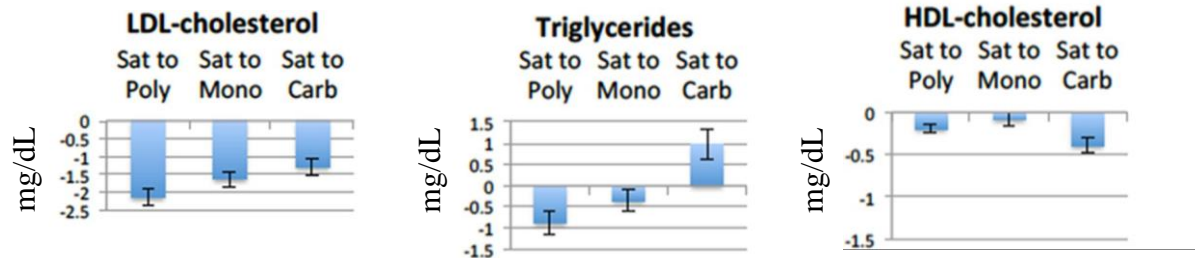 LDL-cholesterol
Sat to Sat to Sat to
Poly Mono Carb
mg/dL
0
-0.5
-1
-1.5
-2
-2.5
Triglycerides
Sat to Sat to Sat to
Poly Mono Carb
mg/dL
1.5
1
0.5
0
-0.5
-1
-1.5
HDL-cholesterol
Sat to Sat to Sat to
Poly Mono Carb
mg/dL
0
-0.5
-1
-1.5